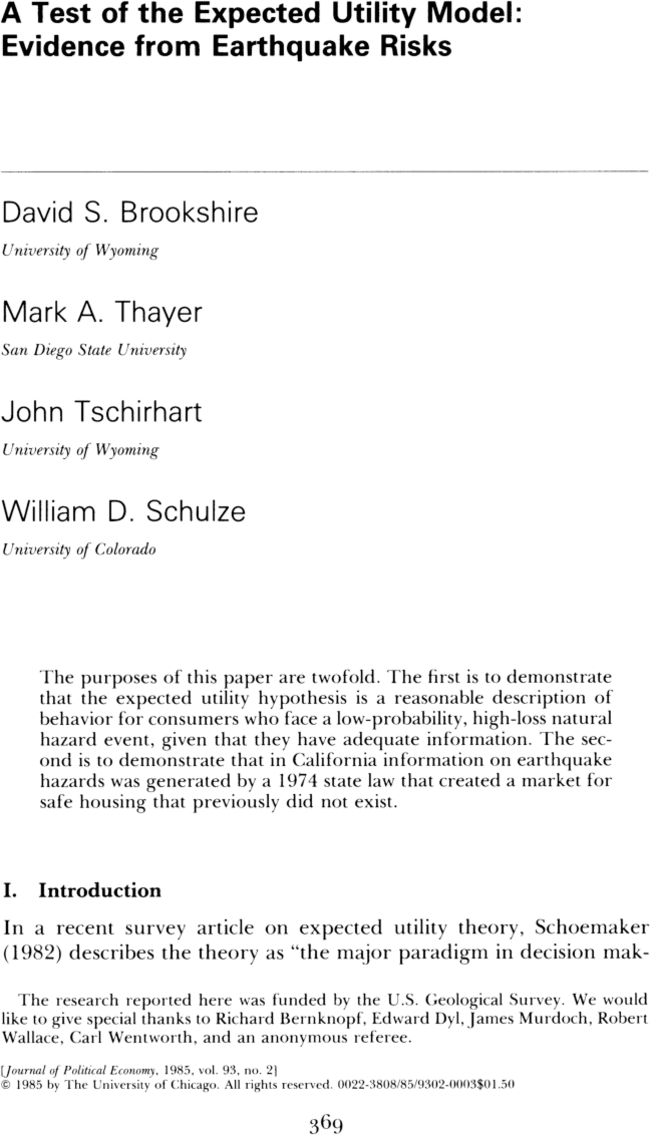 A Test of the Expected Utility Model:
Evidence from Earthquake Risks
David S. Brookshire
University of Wyoming
Mark A. Thayer
San Diego State University
John Tschirhart
University of Wyoming
William D. Schulze
University of Colorado
The purposes of this paper are twofold. The first is to demonstrate
that the expected utility hypothesis is a reasonable description of
behavior for consumers who face a low-probability, high-loss natural
hazard event, given that they have adequate information. The sec-
ond is to demonstrate that in California information on earthquake
hazards was generated by a 1974 state law that created a market for
safe housing that previously did not exist.
I. Introduction
In a recent survey article on expected utility theory, Schoemaker
(1982) describes the theory as “the major paradigm in decision mak-
The research reported here was funded by the U.S. Geological Survey. We would
like to give special thanks to Richard Bernknopf, Edward Dyl, James Murdoch, Robert
Wallace, Carl Wentworth, and an anonymous referee.
[Journal of Political Economy, 1985, vol. 93, no. 2]
© 1985 by The University of Chicago. All rights reserved. 0022-3808/85/9302-0003$01.50
369